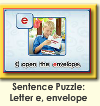 e
I open the envelope.
Sentence Puzzle:
Letter e, envelope